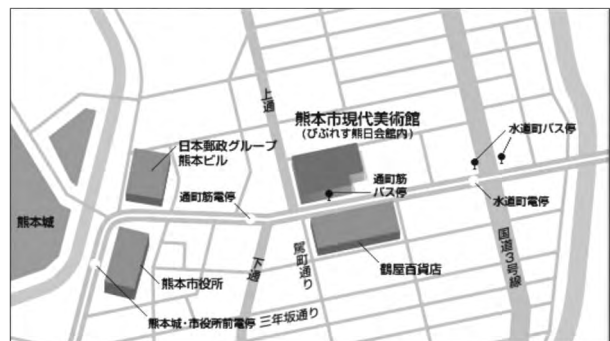 上通
熊本市現代美術館
(びぷれす熊日会館内)
水道町バス停
日本郵政グループ
熊本ビル
通町筋
バス停
通町筋電停
水道町電停
熊本城
熊本市役所
下通
駕町通り
鶴屋百貨店
国道3号線
熊本城・市役所前電停
三年坂通り